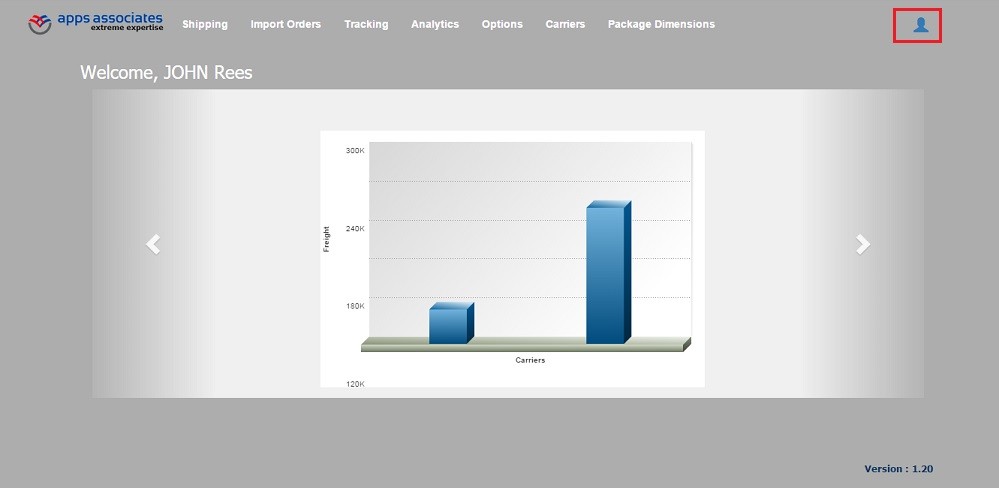 apps associates
extreme expertise
Shipping Import Orders Tracking Analytics Options Carriers Package Dimensions
Welcome, JOHN Rees
300K
240K
Freight
180K
Carriers
120K
Version : 1.20